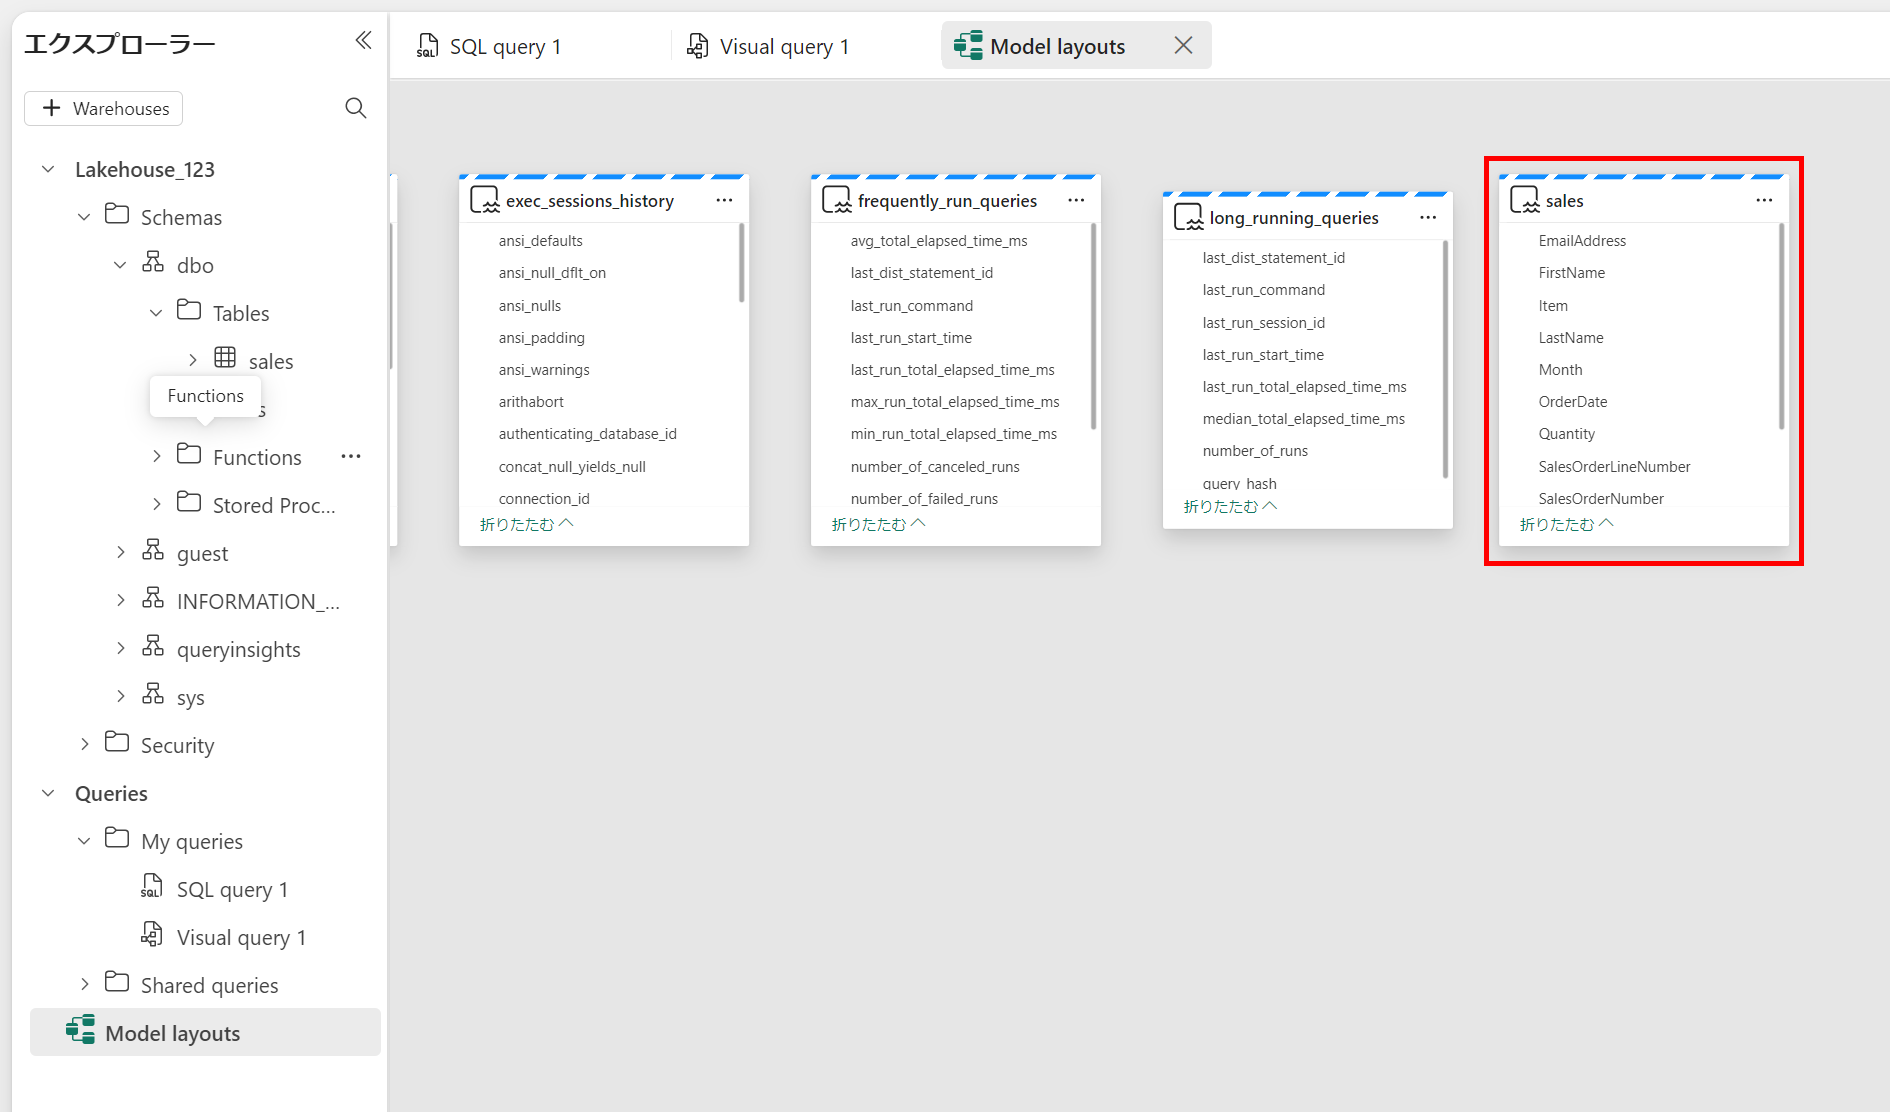 エクスプローラー
Warehouses
Lakehouse_123
Schemas
dbo
Tables
sales
Functions
Functions
Stored Proc...
guest
INFORMATION_...
queryinsights
sys
Security
Queries
My queries
SQL query 1
Visual query 1
Shared queries
Model layouts
SQL query 1
Visual query 1
Model layouts
exec_sessions_history
ansi_defaults
ansi_null_dflt_on
ansi_nulls
ansi_padding
ansi_warnings
arithabort
authenticating_database_id
concat_null_yields_null
connection_id
折りたたむ
frequently_run_queries
avg_total_elapsed_time_ms
last_dist_statement_id
last_run_command
last_run_start_time
last_run_total_elapsed_time_ms
max_run_total_elapsed_time_ms
min_run_total_elapsed_time_ms
number_of_canceled_runs
number_of_failed_runs
折りたたむ
long_running_queries
last_dist_statement_id
last_run_command
last_run_session_id
last_run_start_time
last_run_total_elapsed_time_ms
median_total_elapsed_time_ms
number_of_runs
query_hash
折りたたむ
sales
EmailAddress
FirstName
Item
LastName
Month
OrderDate
Quantity
SalesOrderLineNumber
SalesOrderNumber
折りたたむ